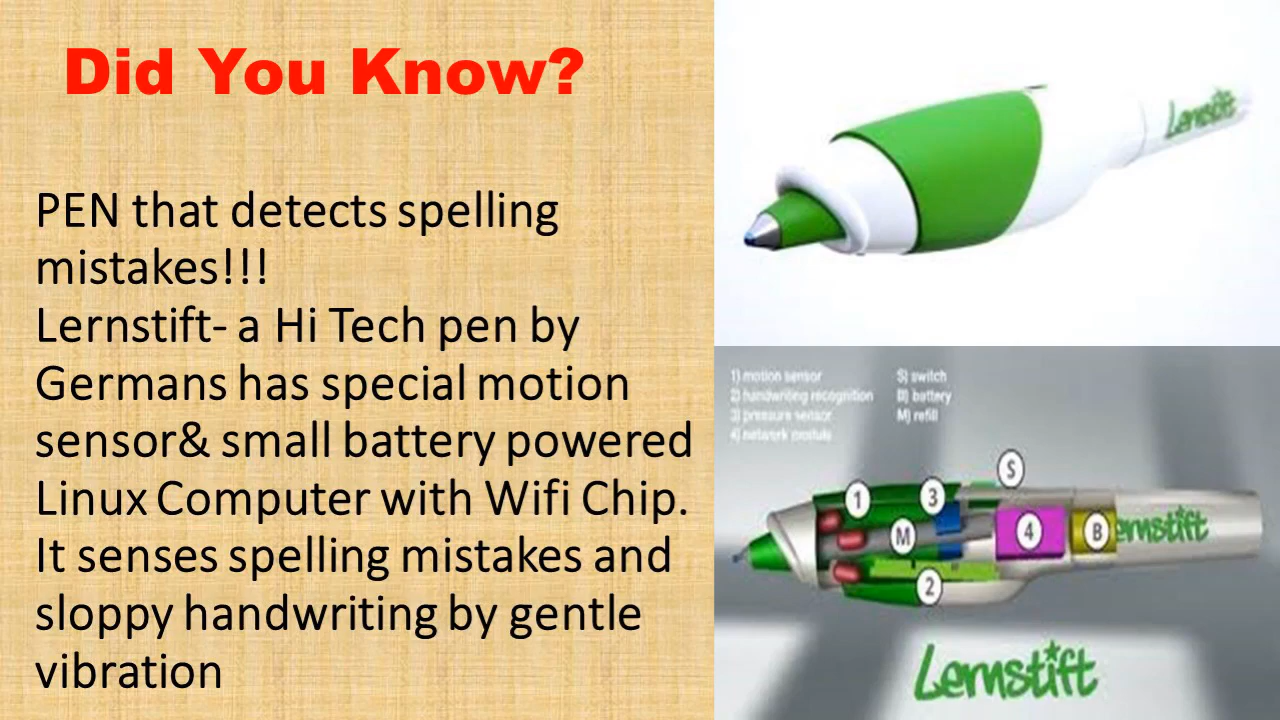 Did You Know?
PEN that detects spelling
mistakes!!!
Lernstift- a Hi Tech pen by
Germans has special motion
sensor& small battery powered
Linux Computer with Wifi Chip.
It senses spelling mistakes and
sloppy handwriting by gentle
vibration
Lernstift
1) motion sensor
2) handwriting recognition
3) pressure sensor
4) network module
S) switch
B) battery
M) refill
S
1
3
M
4
B
ernstift
2
Lernstift